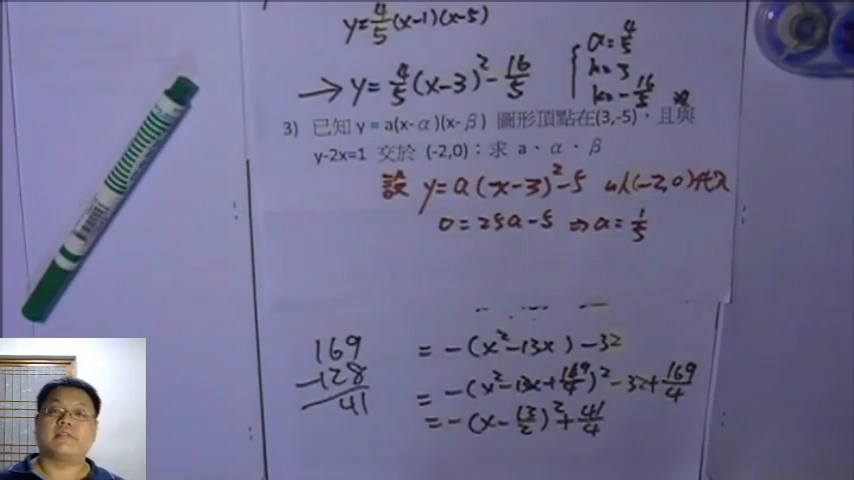 y=4/5(x-1)(x-5)
→ y=4/5(x-3)²-16/5 { a=4/5
h=3
k=-16/5
3) 已知 y = a(x-α)(x-β) 圖形頂點在(3,-5)、且與
y-2x=1 交於 (-2,0)；求 a、α、β
設 y=a(x-3)²-5 以(-2,0)代入
0=25a-5 ⇒a=1/5
169
-128
41
= -(x²-13x)-32
= -(x²-13x+169/4)²-32+169/4
= -(x-13/2)²+41/4